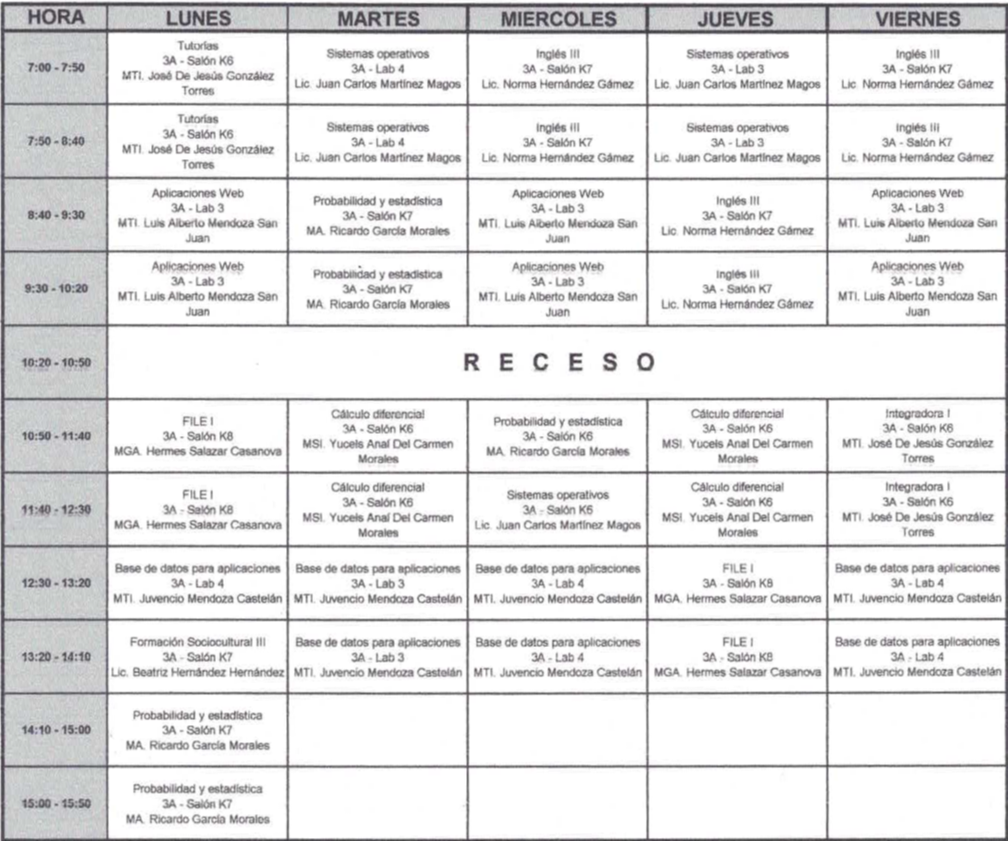 HORA LUNES MARTES MIERCOLES JUEVES VIERNES
7:00 - 7:50
Tutorías
3A - Salón K6
MTI. José De Jesús González
Torres
Sistemas operativos
3A - Lab 4
Lic. Juan Carlos Martínez Magos
Inglés III
3A - Salón K7
Lic. Norma Hernández Gámez
Sistemas operativos
3A - Lab 3
Lic. Juan Carlos Martínez Magos
Inglés III
3A - Salón K7
Lic. Norma Hernández Gámez
7:50 - 8:40
Tutorías
3A - Salón K6
MTI. José De Jesús González
Torres
Sistemas operativos
3A - Lab 4
Lic. Juan Carlos Martínez Magos
Inglés III
3A - Salón K7
Lic. Norma Hernández Gámez
Sistemas operativos
3A - Lab 3
Lic. Juan Carlos Martínez Magos
Inglés III
3A - Salón K7
Lic. Norma Hernández Gámez
8:40 - 9:30
Aplicaciones Web
3A - Lab 3
MTI. Luis Alberto Mendoza San
Juan
Probabilidad y estadística
3A - Salón K7
MA. Ricardo García Morales
Aplicaciones Web
3A - Lab 3
MTI. Luis Alberto Mendoza San
Juan
Inglés III
3A - Salón K7
Lic. Norma Hernández Gámez
Aplicaciones Web
3A - Lab 3
MTI. Luis Alberto Mendoza San
Juan
9:30 - 10:20
Aplicaciones Web
3A - Lab 3
MTI. Luis Alberto Mendoza San
Juan
Probabilidad y estadística
3A - Salón K7
MA. Ricardo García Morales
Aplicaciones Web
3A - Lab 3
MTI. Luis Alberto Mendoza San
Juan
Inglés III
3A - Salón K7
Lic. Norma Hernández Gámez
Aplicaciones Web
3A - Lab 3
MTI. Luis Alberto Mendoza San
Juan
10:20 - 10:50
R E C E S O
10:50 - 11:40
FILE I
3A - Salón K8
MGA. Hermes Salazar Casanova
Cálculo diferencial
3A - Salón K6
MSI. Yuceis Anaí Del Carmen
Morales
Probabilidad y estadística
3A - Salón K6
MA. Ricardo García Morales
Cálculo diferencial
3A - Salón K6
MSI. Yuceis Anaí Del Carmen
Morales
Integradora I
3A - Salón K6
MTI. José De Jesús González
Torres
11:40 - 12:30
FILE I
3A - Salón K8
MGA. Hermes Salazar Casanova
Cálculo diferencial
3A - Salón K6
MSI. Yuceis Anaí Del Carmen
Morales
Sistemas operativos
3A - Salón K6
Lic. Juan Carlos Martínez Magos
Cálculo diferencial
3A - Salón K6
MSI. Yuceis Anaí Del Carmen
Morales
Integradora I
3A - Salón K6
MTI. José De Jesús González
Torres
12:30 - 13:20
Base de datos para aplicaciones
3A - Lab 4
MTI. Juvencio Mendoza Castelán
Base de datos para aplicaciones
3A - Lab 3
MTI. Juvencio Mendoza Castelán
Base de datos para aplicaciones
3A - Lab 4
MTI. Juvencio Mendoza Castelán
FILE I
3A - Salón K8
MGA. Hermes Salazar Casanova
Base de datos para aplicaciones
3A - Lab 4
MTI. Juvencio Mendoza Castelán
13:20 - 14:10
Formación Sociocultural III
3A - Salón K7
Lic. Beatriz Hernández Hernández
Base de datos para aplicaciones
3A - Lab 3
MTI. Juvencio Mendoza Castelán
Base de datos para aplicaciones
3A - Lab 4
MTI. Juvencio Mendoza Castelán
FILE I
3A - Salón K8
MGA. Hermes Salazar Casanova
Base de datos para aplicaciones
3A - Lab 4
MTI. Juvencio Mendoza Castelán
14:10 - 15:00
Probabilidad y estadística
3A - Salón K7
MA. Ricardo García Morales
15:00 - 15:50
Probabilidad y estadística
3A - Salón K7
MA. Ricardo García Morales